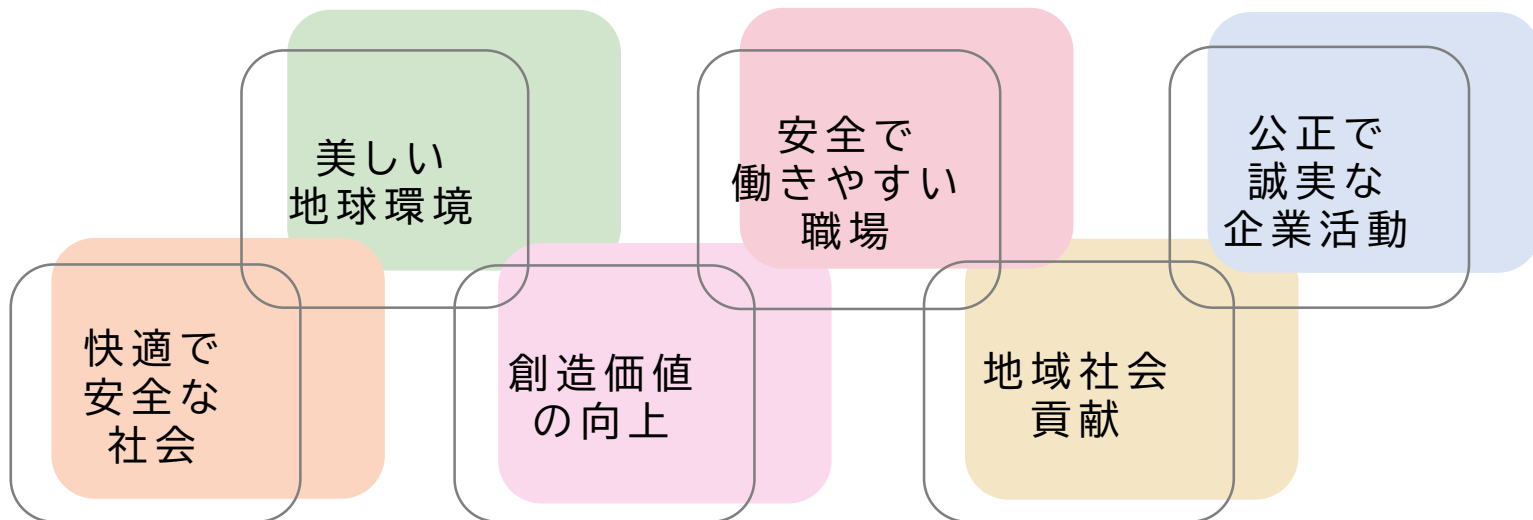 美しい
地球環境
安全で
働きやすい
職場
公正で
誠実な
企業活動
快適で
安全な
社会
創造価値
の向上
地域社会
貢献